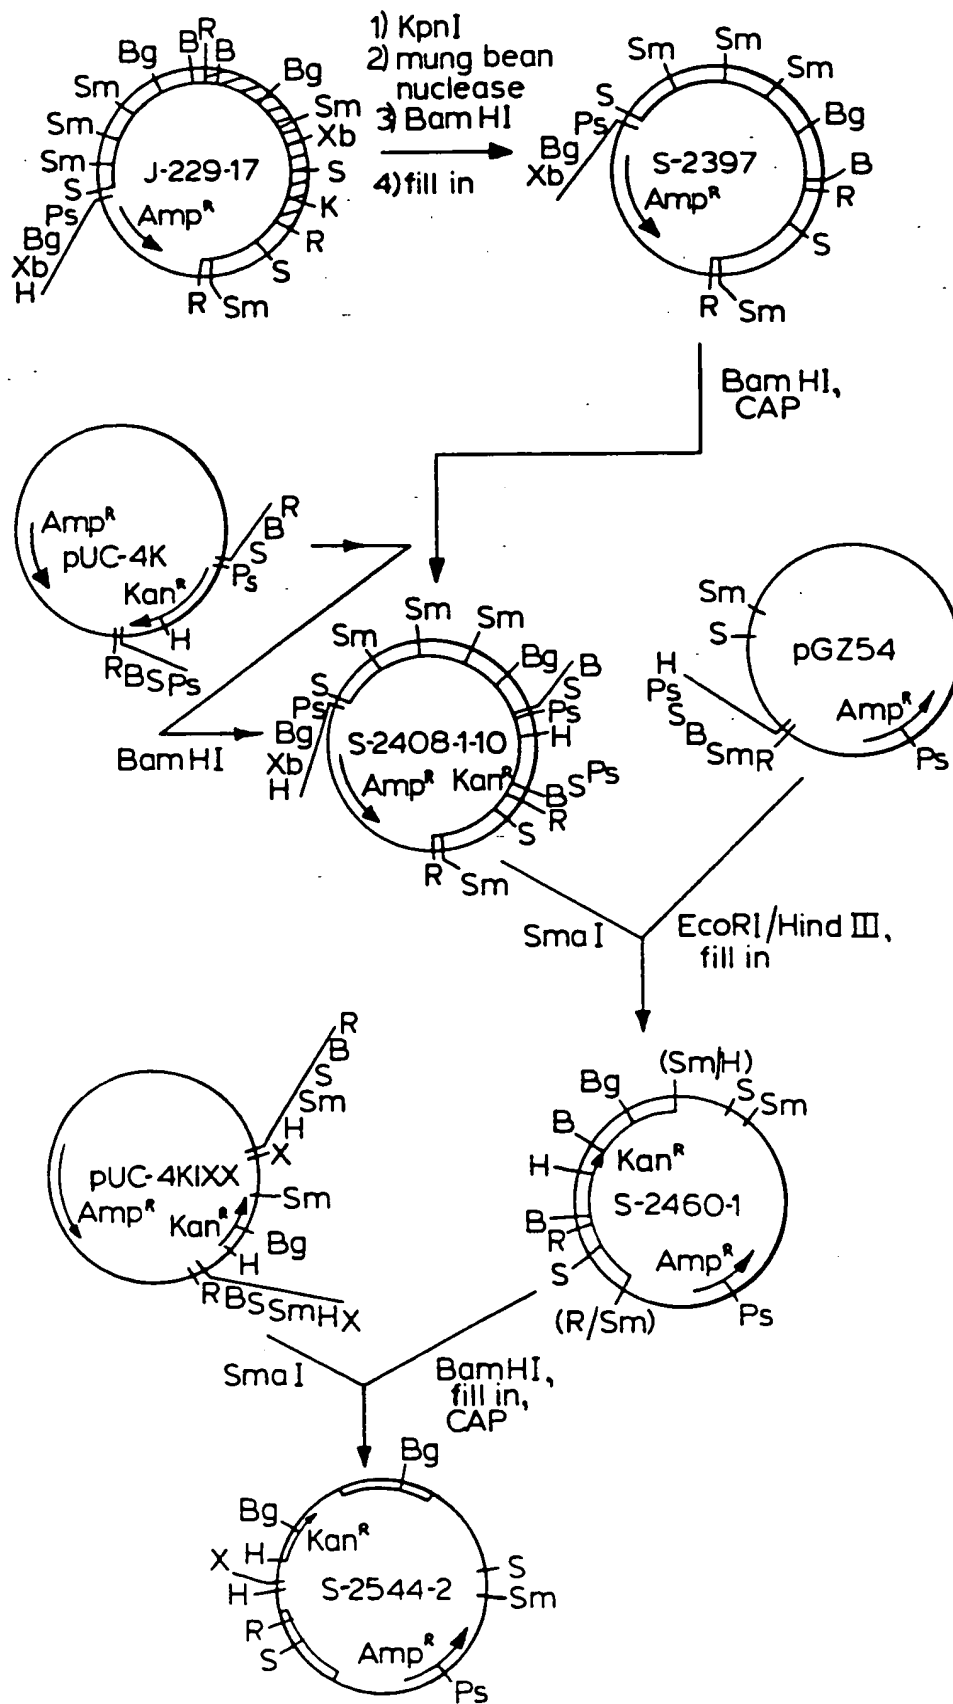 1) KpnI
2) mung bean
nuclease
3) Bam HI
4) fill in
R
B
B
Bg
Bg
Sm
Sm
Sm
Xb
Sm
J-229-17
S
S
K
Ps
Amp^R
Bg
R
Xb
S
H
R
Sm
Sm
Sm
Sm
S
Ps
Bg
Bg
S-2397
B
Xb
Amp^R
R
S
R
Sm
Bam HI,
CAP
Amp^R
R
B
pUC-4K
S
Ps
Kan^R
H
R B S Ps
BamHI
Sm
Sm
Sm
S
Bg
B
Ps
S
Bg
Ps
Xb
S-2408-1-10
H
H
Amp^R
Kan^R
B S Ps
R
S
R
Sm
Sm
S
pGZ54
H
Ps
S
B
Amp^R
Sm R
Ps
Sma I
EcoRI/Hind III,
fill in
R
B
S
Sm
H
X
pUC-4KIXX
Sm
Amp^R
Kan^R
Bg
H
R B S Sm H X
(Sm/H)
Bg
S
Sm
B
H
Kan^R
S-2460-1
B
R
S
Amp^R
(R/Sm)
Ps
Sma I
BamHI,
fill in,
CAP
Bg
Bg
Kan^R
H
X
S
H
S-2544-2
Sm
R
S
Amp^R
Ps